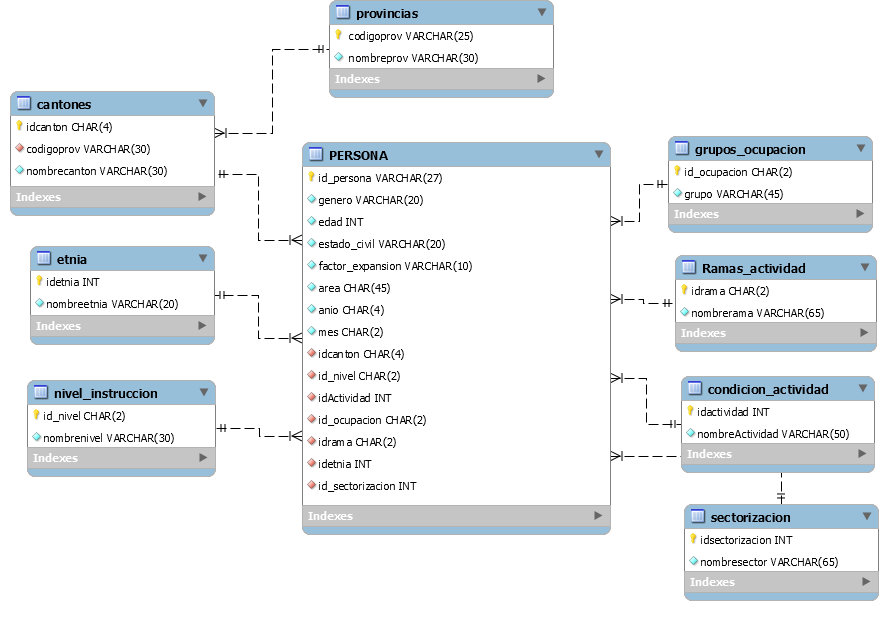 provincias
codigoprov VARCHAR(25)
nombreprov VARCHAR(30)
Indexes
cantones
idcanton CHAR(4)
codigoprov VARCHAR(30)
nombrecanton VARCHAR(30)
Indexes
etnia
idetnia INT
nombreetnia VARCHAR(20)
Indexes
nivel_instruccion
id_nivel CHAR(2)
nombrenivel VARCHAR(30)
Indexes
PERSONA
id_persona VARCHAR(27)
genero VARCHAR(20)
edad INT
estado_civil VARCHAR(20)
factor_expansion VARCHAR(10)
area CHAR(45)
anio CHAR(4)
mes CHAR(2)
idcanton CHAR(4)
id_nivel CHAR(2)
idActividad INT
id_ocupacion CHAR(2)
idrama CHAR(2)
idetnia INT
id_sectorizacion INT
Indexes
grupos_ocupacion
id_ocupacion CHAR(2)
grupo VARCHAR(45)
Indexes
Ramas_actividad
idrama CHAR(2)
nombrerama VARCHAR(65)
Indexes
condicion_actividad
idactividad INT
nombreActividad VARCHAR(50)
Indexes
sectorizacion
idsectorizacion INT
nombresector VARCHAR(65)
Indexes